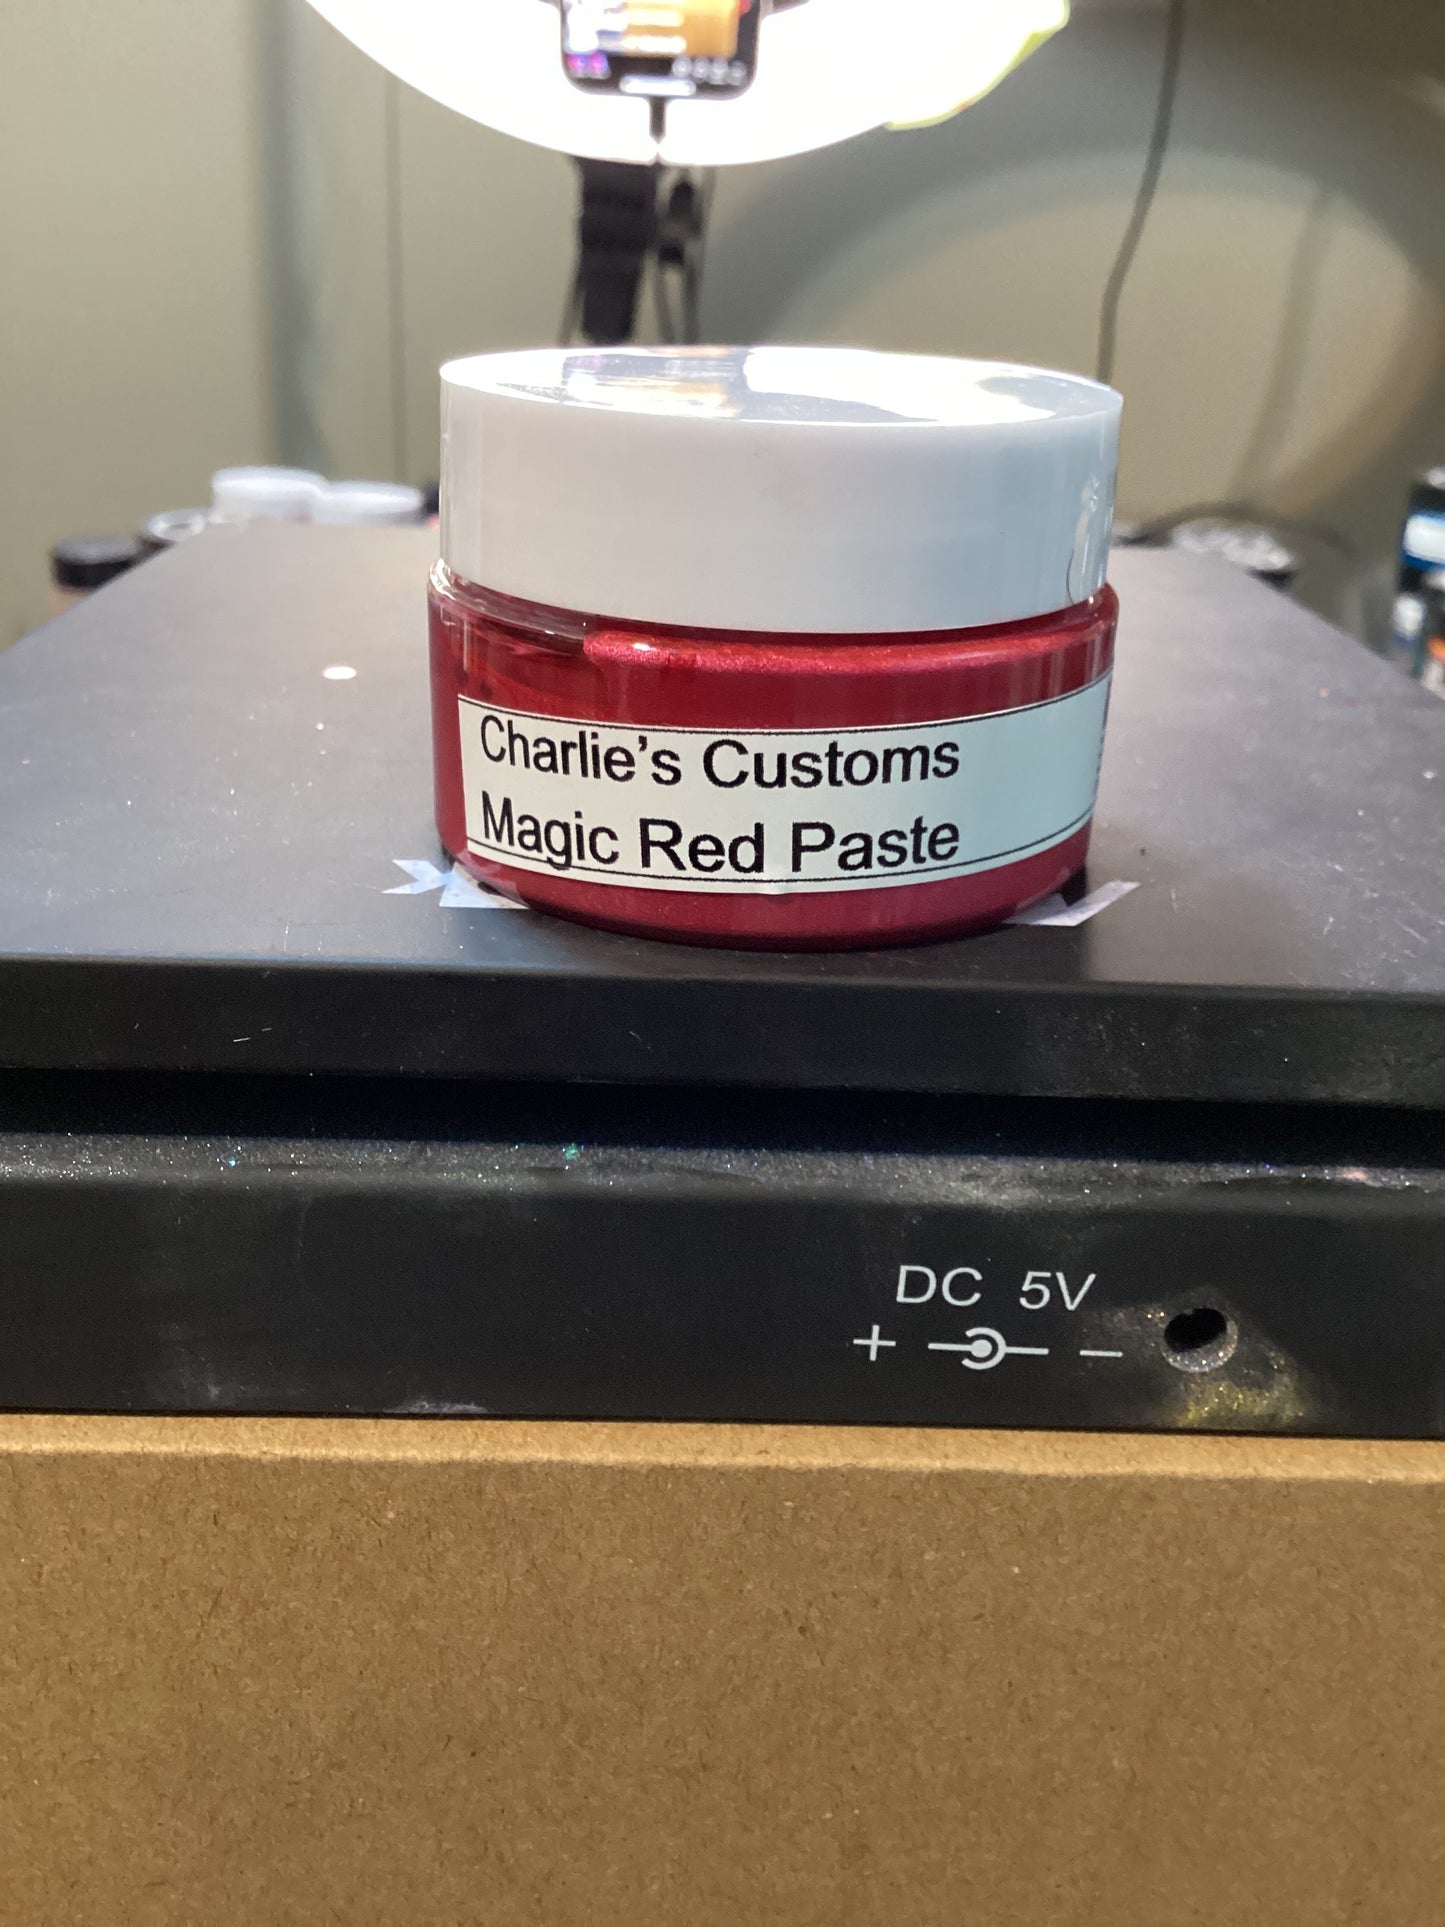 Charlie's Customs
Magic Red Paste
DC 5V
+ −